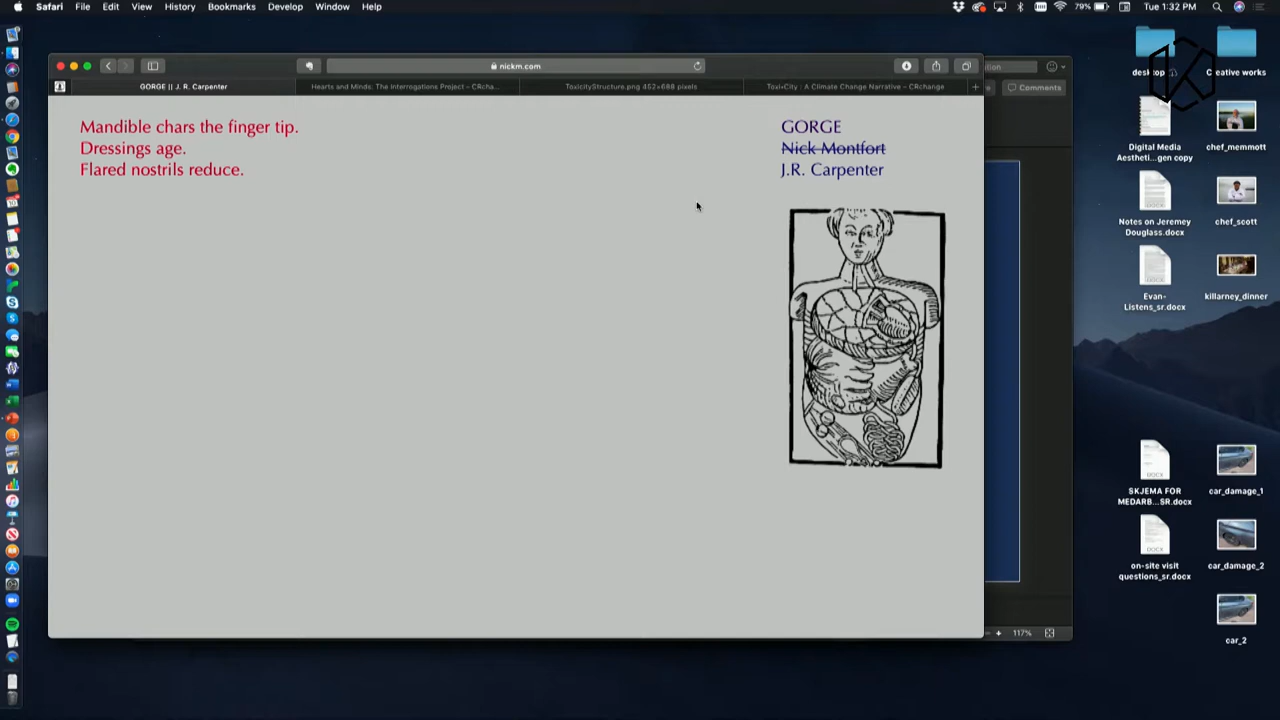 Safari File Edit View History Bookmarks Develop Window Help
79% Tue 1:32 PM
nickm.com
GORGE || J. R. Carpenter
Hearts and Minds: The Interrogations Project – CRcha...
ToxicityStructure.png 452×688 pixels
Toxi•City : A Climate Change Narrative – CRchange
Comments
Mandible chars the finger tip.
Dressings age.
Flared nostrils reduce.
GORGE
Nick Montfort
J.R. Carpenter
117%
Creative works
Digital Media
Aestheti...gen copy
chef_memmott
Notes on Jeremey
Douglass.docx
chef_scott
Evan-
Listens_sr.docx
killarney_dinner
SKJEMA FOR
MEDARB...SR.docx
car_damage_1
on-site visit
questions_sr.docx
car_damage_2
car_2